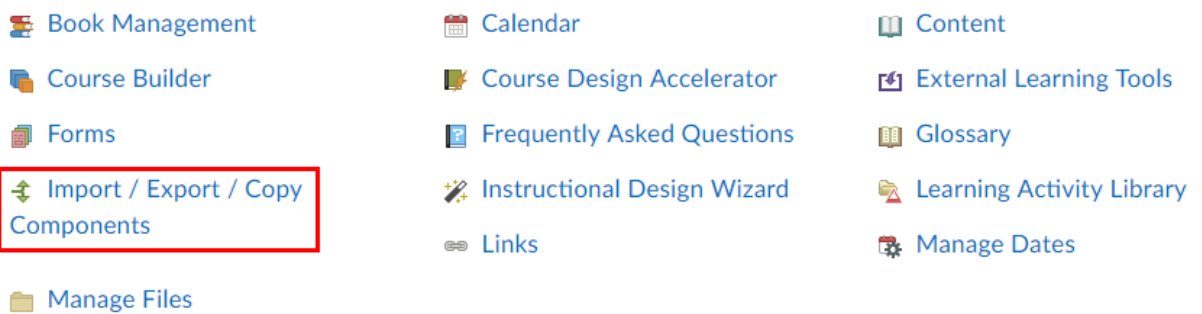 Book Management
Calendar
Content
Course Builder
Course Design Accelerator
External Learning Tools
Forms
Frequently Asked Questions
Glossary
Import / Export / Copy
Components
Instructional Design Wizard
Learning Activity Library
Links
Manage Dates
Manage Files